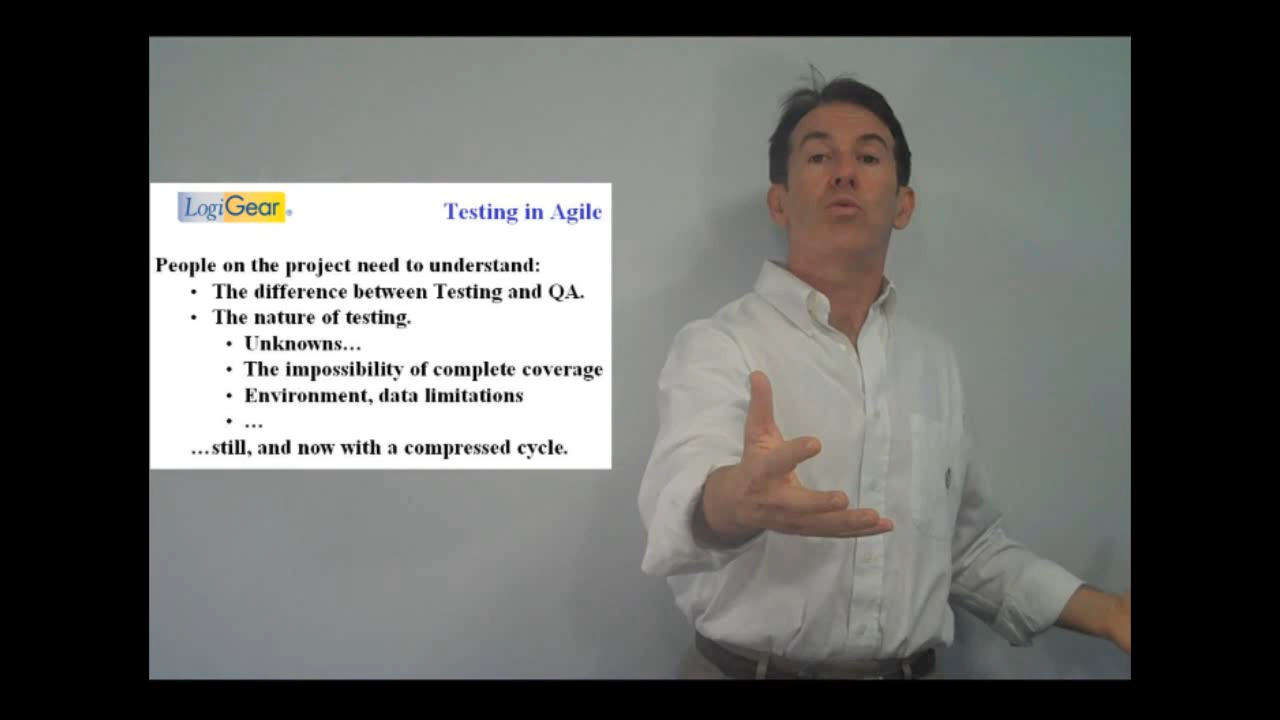 LogiGear®
Testing in Agile
People on the project need to understand:
• The difference between Testing and QA.
• The nature of testing.
• Unknowns…
• The impossibility of complete coverage
• Environment, data limitations
• …
…still, and now with a compressed cycle.